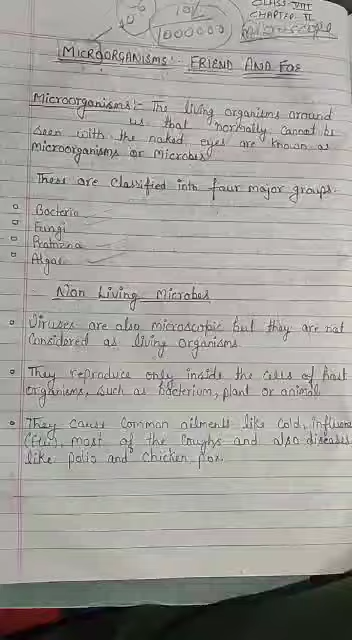 CLASS-VIII
CHAPTER-II
Microscope
10⁻⁶
1000000
MICROORGANISMS:- FRIEND AND FOE
Microorganisms:- The living organisms around
us that normally cannot be
seen with the naked eyes are known as
microorganisms or microbes
These are classified into four major groups.
Bacteria
Fungi
Protozoa
Algae
Non Living Microbes
Viruses are also microscopic but they are not
considered as living organisms
They reproduce only inside the cells of host
organisms, such as bacterium, plant or animal
They cause common ailments like cold, influenza
(flu), most of the coughs and also diseases
like polio and chicken pox.